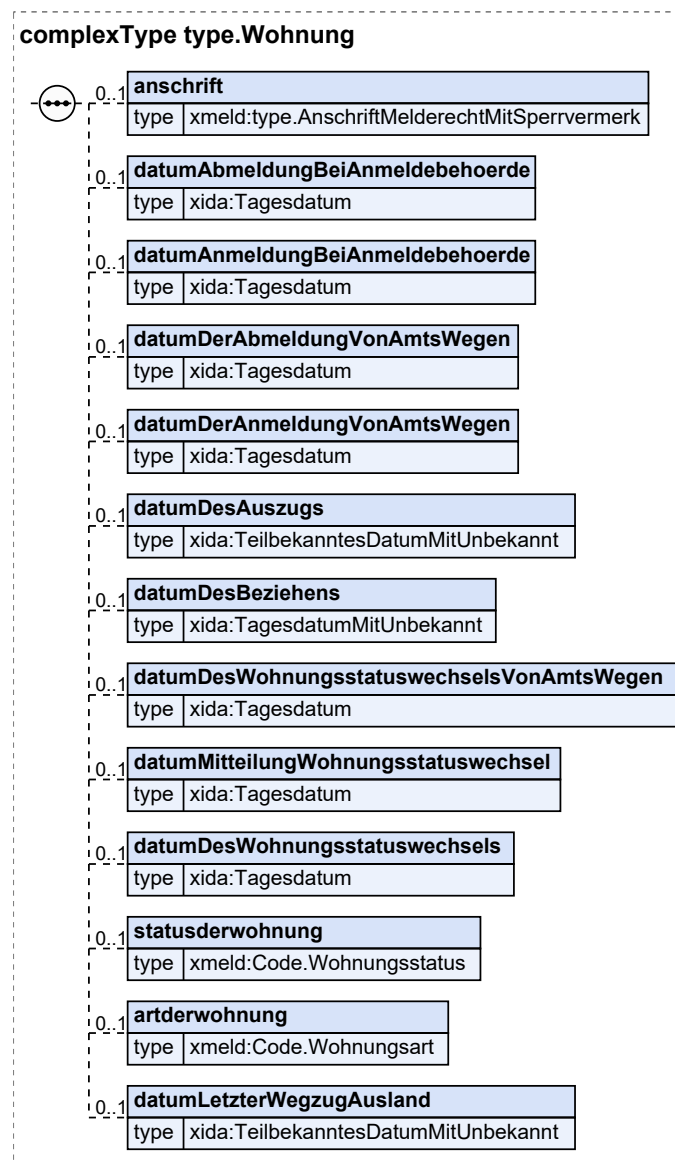 complexType type.Wohnung
0..1 anschrift
type xmeld:type.AnschriftMelderechtMitSperrvermerk
0..1 datumAbmeldungBeiAnmeldebehoerde
type xida:Tagesdatum
0..1 datumAnmeldungBeiAnmeldebehoerde
type xida:Tagesdatum
0..1 datumDerAbmeldungVonAmtsWegen
type xida:Tagesdatum
0..1 datumDerAnmeldungVonAmtsWegen
type xida:Tagesdatum
0..1 datumDesAuszugs
type xida:TeilbekanntesDatumMitUnbekannt
0..1 datumDesBeziehens
type xida:TagesdatumMitUnbekannt
0..1 datumDesWohnungsstatuswechselsVonAmtsWegen
type xida:Tagesdatum
0..1 datumMitteilungWohnungsstatuswechsel
type xida:Tagesdatum
0..1 datumDesWohnungsstatuswechsels
type xida:Tagesdatum
0..1 statusderwohnung
type xmeld:Code.Wohnungsstatus
0..1 artderwohnung
type xmeld:Code.Wohnungsart
0..1 datumLetzterWegzugAusland
type xida:TeilbekanntesDatumMitUnbekannt